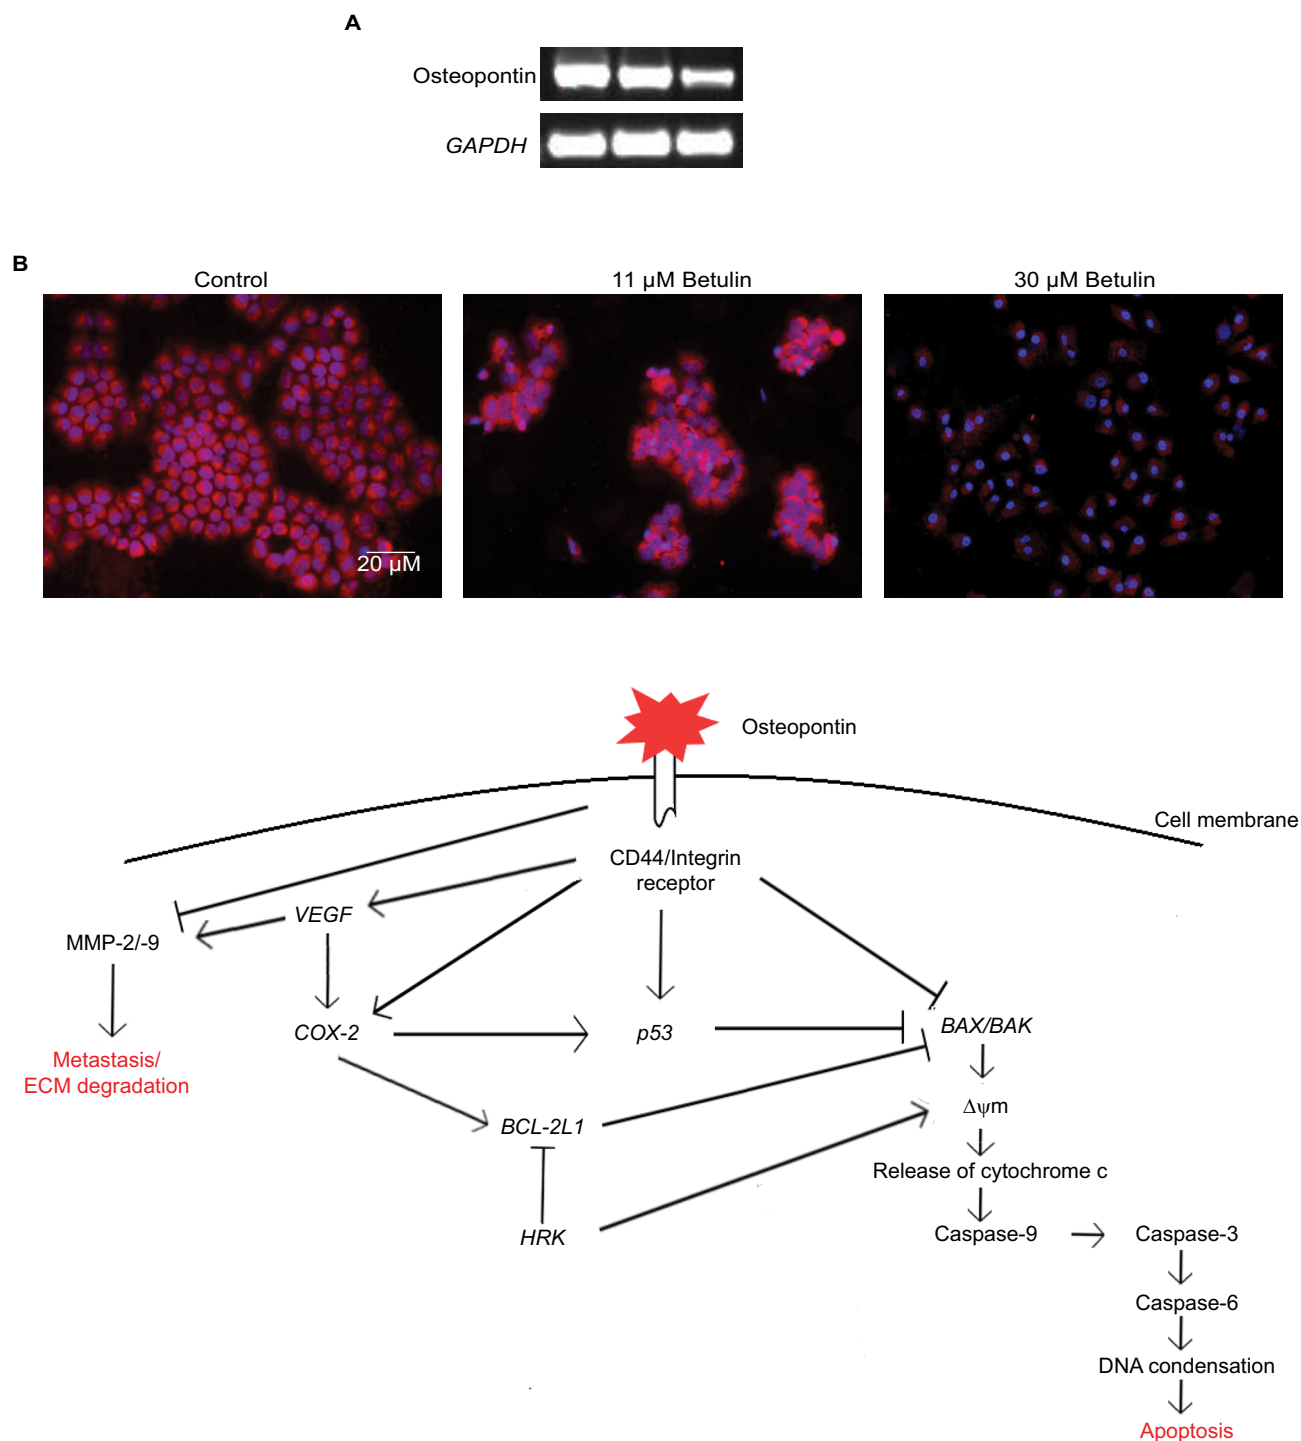 A
Osteopontin
GAPDH
B
Control
11 µM Betulin
30 µM Betulin
20 µM
Osteopontin
Cell membrane
CD44/Integrin
receptor
VEGF
MMP-2/-9
COX-2
p53
BAX/BAK
Metastasis/
ECM degradation
Δψm
BCL-2L1
Release of cytochrome c
HRK
Caspase-9
Caspase-3
Caspase-6
DNA condensation
Apoptosis